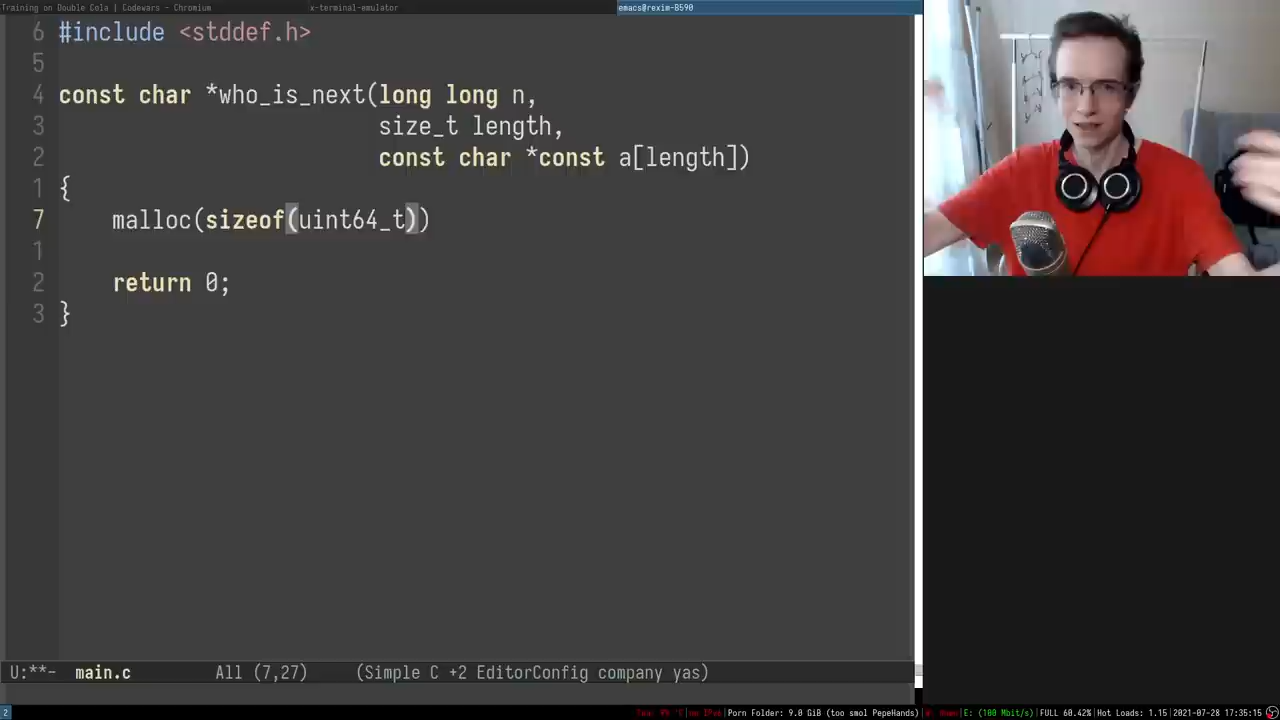 Training on Double Cola | Codewars - Chromium
x-terminal-emulator
emacs@rexim-B590
6 #include <stddef.h>
5
4 const char *who_is_next(long long n,
3 size_t length,
2 const char *const a[length])
1 {
7 malloc(sizeof(uint64_t))
1
2 return 0;
3 }
U:**- main.c All (7,27) (Simple C +2 EditorConfig company yas)
2
Porn Folder: 9.0 GiB (too smol PepeHands)
E: (100 Mbit/s)
FULL 60.42%
Hot Loads: 1.15
2021-07-28 17:35:15